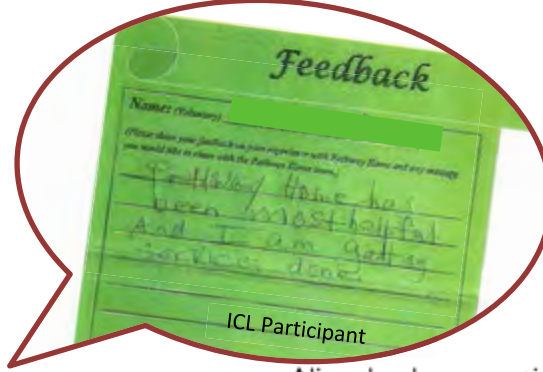 Feedback
Name: (Voluntary)
(Please share your feedback on your experience with Pathway Home and any message
you would like to share with the Pathway Home team.)
PathWay Home has
been most helpful
And I am getting
services done.
ICL Participant